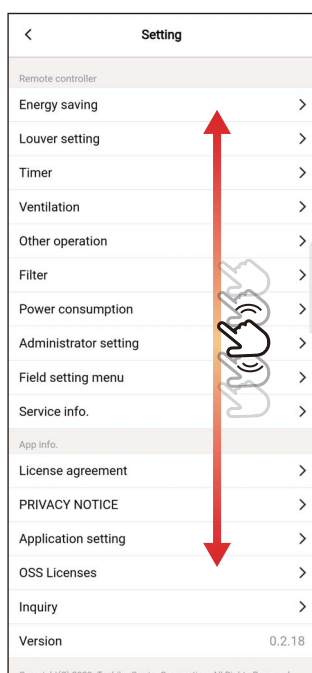 Setting
Remote controller
Energy saving
Louver setting
Timer
Ventilation
Other operation
Filter
Power consumption
Administrator setting
Field setting menu
Service info.
App info.
License agreement
PRIVACY NOTICE
Application setting
OSS Licenses
Inquiry
Version 0.2.18